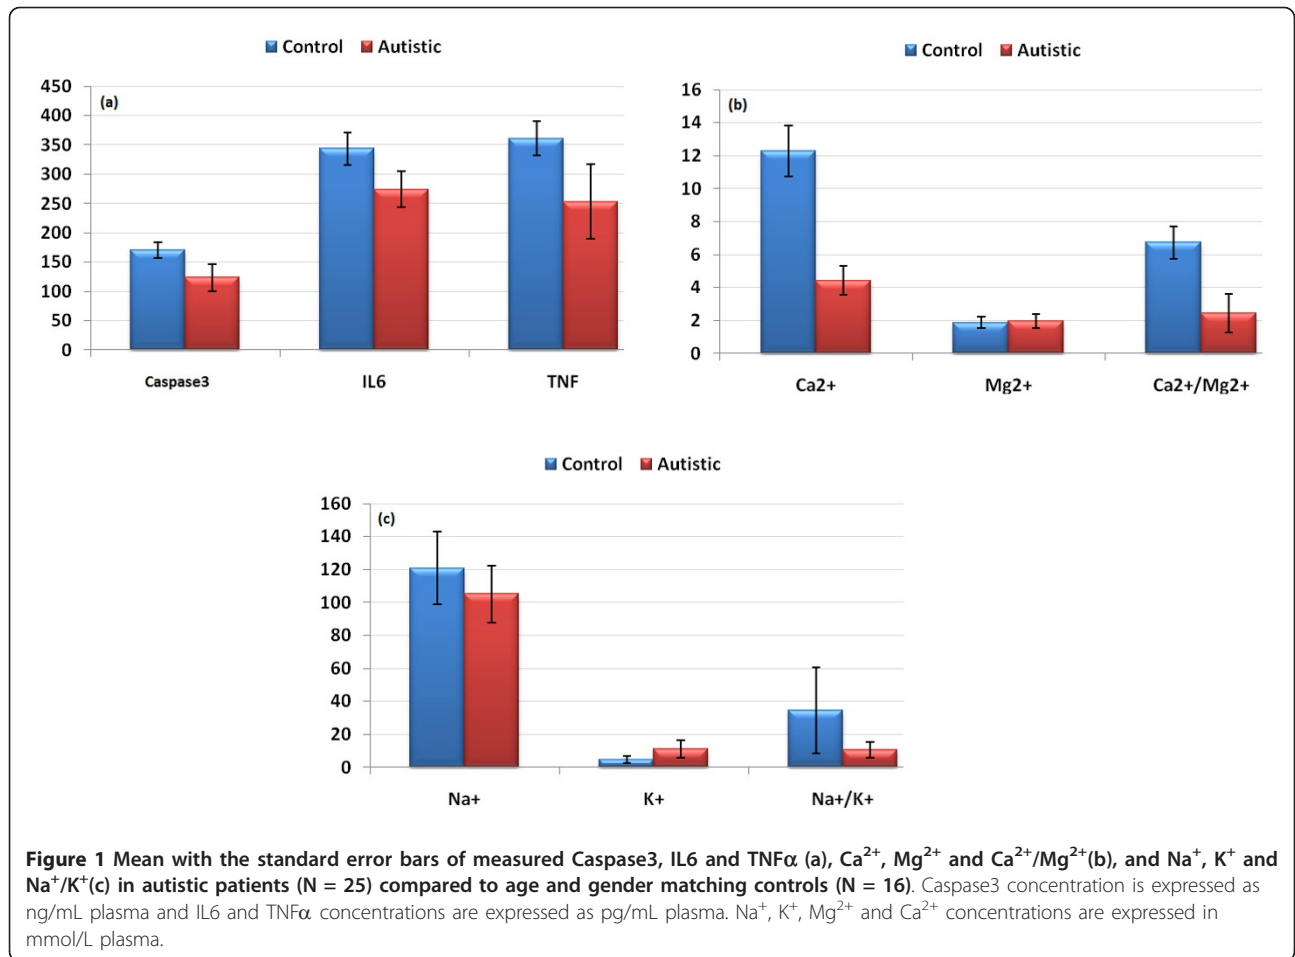 Control Autistic
(a)
450
400
350
300
250
200
150
100
50
0
Caspase3 IL6 TNF
Control Autistic
(b)
16
14
12
10
8
6
4
2
0
Ca2+ Mg2+ Ca2+/Mg2+
Control Autistic
(c)
160
140
120
100
80
60
40
20
0
Na+ K+ Na+/K+
Figure 1 Mean with the standard error bars of measured Caspase3, IL6 and TNFα (a), Ca²⁺, Mg²⁺ and Ca²⁺/Mg²⁺(b), and Na⁺, K⁺ and
Na⁺/K⁺(c) in autistic patients (N = 25) compared to age and gender matching controls (N = 16). Caspase3 concentration is expressed as
ng/mL plasma and IL6 and TNFα concentrations are expressed as pg/mL plasma. Na⁺, K⁺, Mg²⁺ and Ca²⁺ concentrations are expressed in
mmol/L plasma.